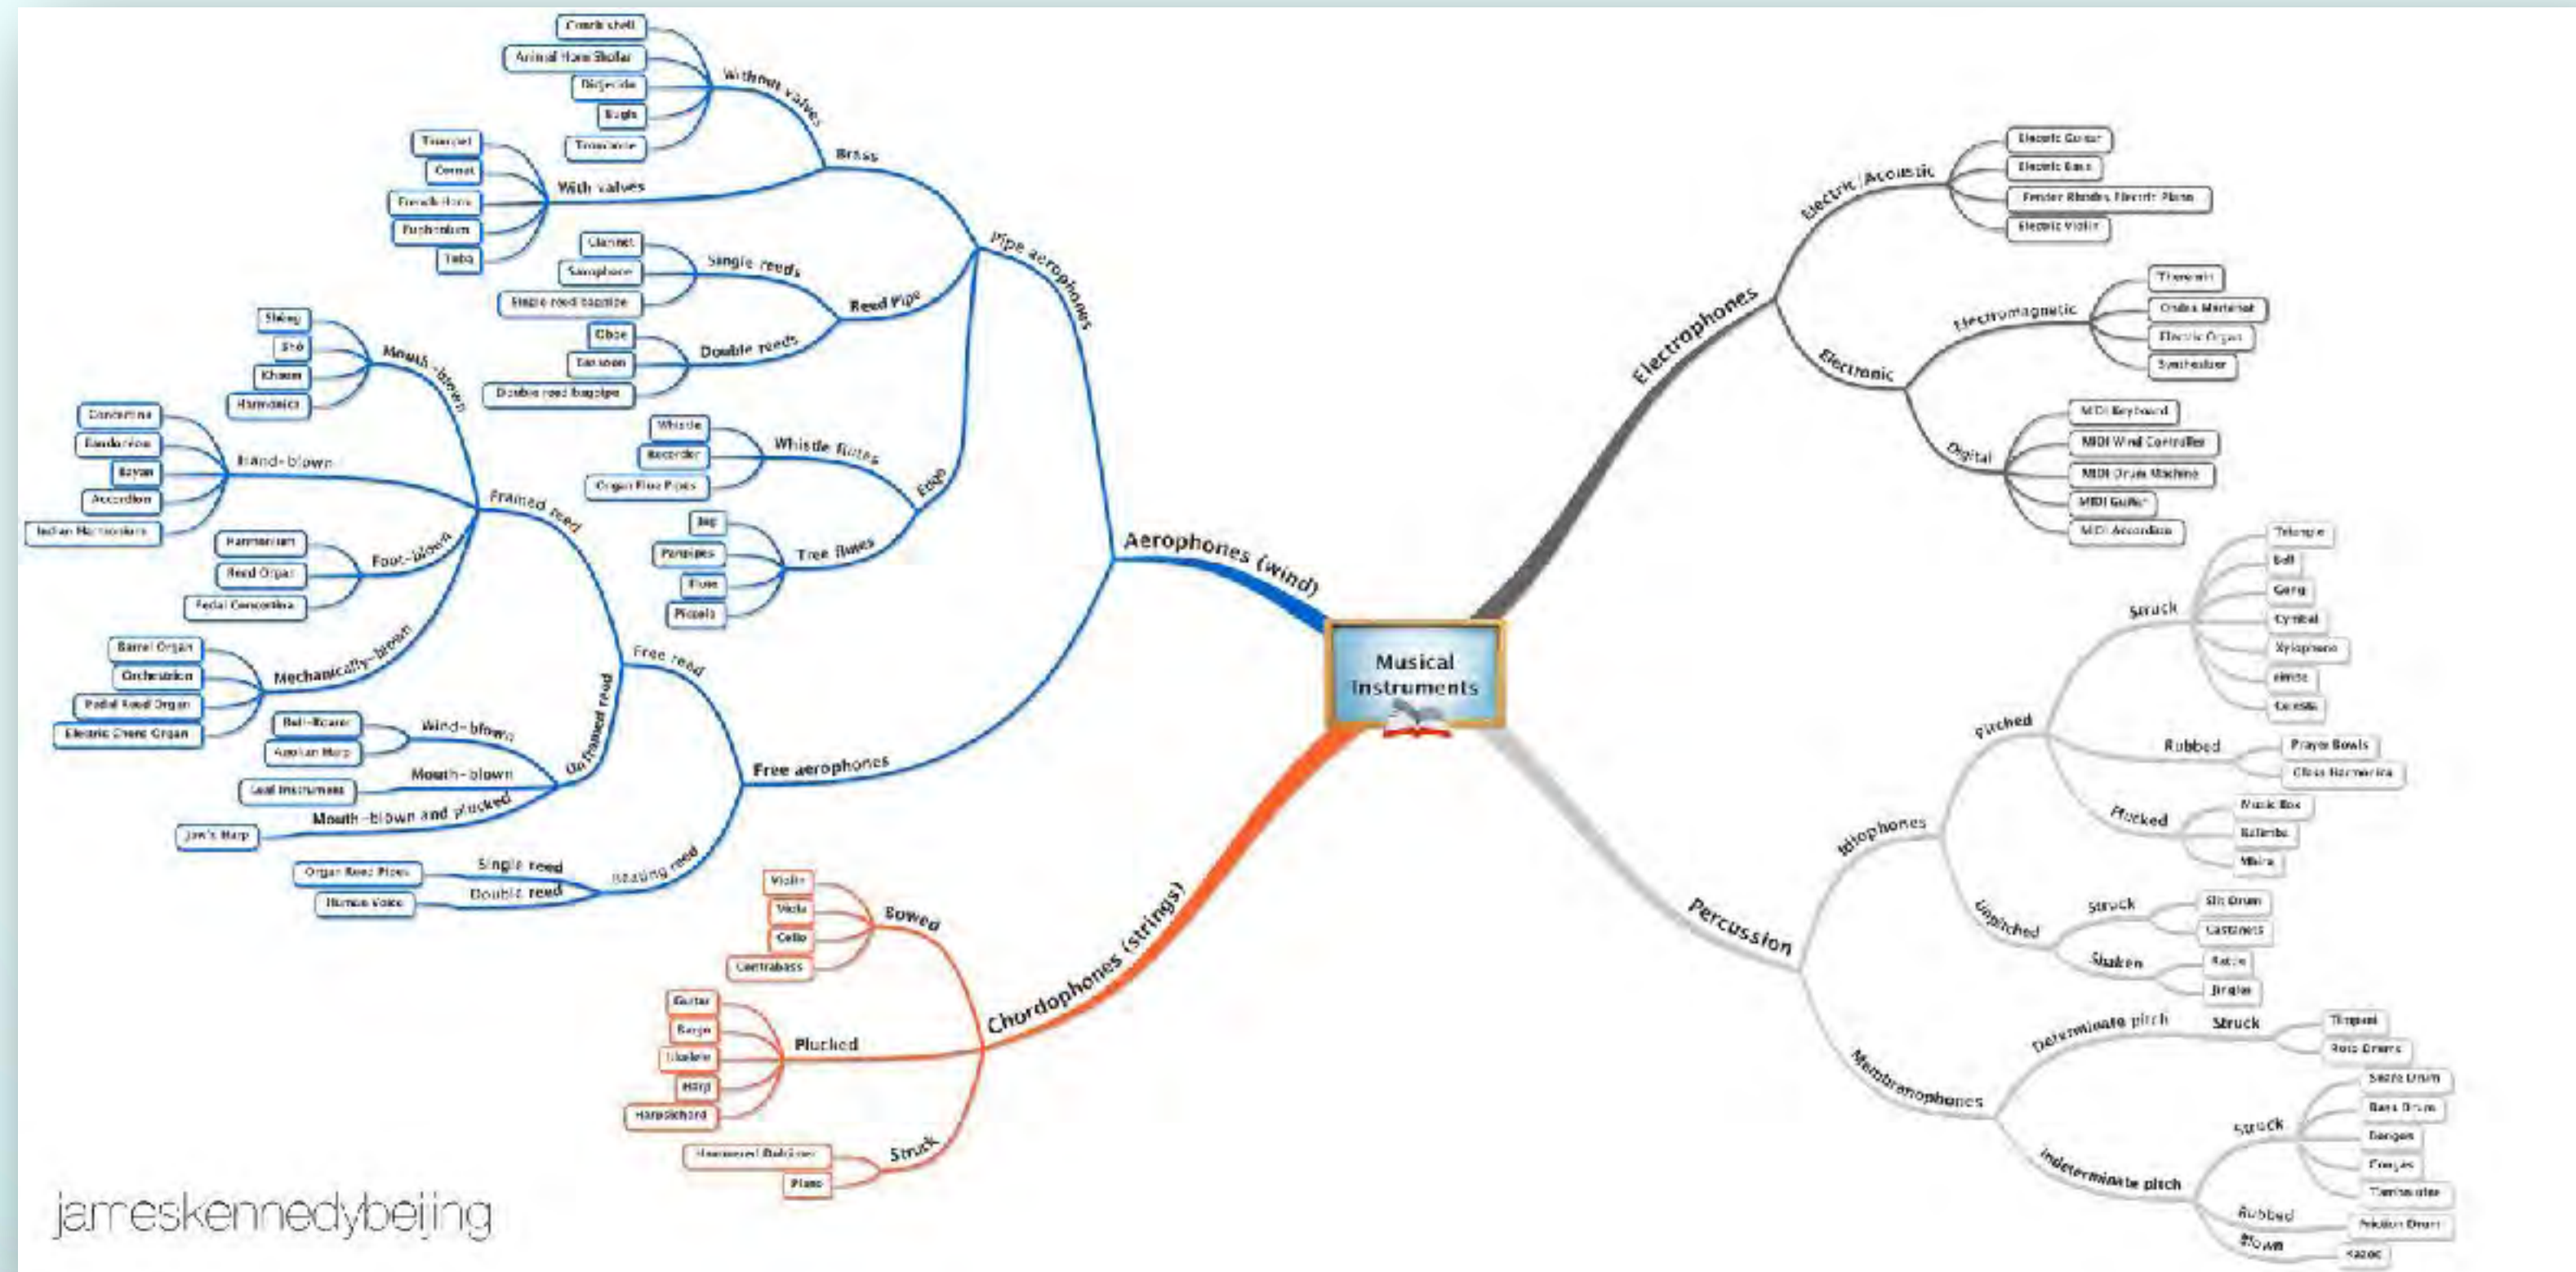 Musical
Instruments
Aerophones (wind)
Pipe aerophones
Brass
Without valves
Conch shell
Bugle
Trombone
With valves
Trumpet
Cornet
French Horn
Euphonium
Tuba
Reed Pipe
Single reeds
Clarinet
Saxophone
Single reed bagpipe
Double reeds
Oboe
Bassoon
Double reed bagpipe
Edge
Whistle flutes
Whistle
Recorder
Organ Flue Pipes
Tree flutes
Jug
Panpipes
Flute
Piccolo
Free aerophones
Free reed
Framed reed
Mouth-blown
Sheng
Sho
Khaen
Harmonica
Hand-blown
Concertina
Bandoneon
Bayan
Accordion
Indian Harmonium
Foot-blown
Harmonium
Reed Organ
Pedal Concertina
Mechanically-blown
Barrel Organ
Orchestrion
Pedal Reed Organ
Electric Chord Organ
Unframed reed
Wind-blown
Bull-Roarer
Aeolian Harp
Mouth-blown
Leaf Instrument
Mouth-blown and plucked
Jaw's Harp
Beating reed
Single reed
Organ Reed Pipes
Double reed
Human Voice
Chordophones (strings)
Bowed
Violin
Viola
Cello
Contrabass
Plucked
Guitar
Banjo
Ukulele
Harp
Harpsichord
Struck
Hammered Dulcimer
Piano
Electrophones
Electric/Acoustic
Electric Guitar
Electric Bass
Fender Rhodes Electric Piano
Electric Violin
Electronic
Electromagnetic
Theremin
Ondes Martenot
Electric Organ
Synthesizer
Digital
MIDI Keyboard
MIDI Wind Controller
MIDI Drum Machine
MIDI Guitar
MIDI Accordion
Percussion
Idiophones
Pitched
Struck
Triangle
Bell
Gong
Cymbal
Xylophone
Celesta
Rubbed
Prayer Bowls
Glass Harmonica
Plucked
Music Box
Kalimba
Mbira
Unpitched
Struck
Slit Drum
Castanets
Shaken
Rattle
Jingles
Membranophones
Determinate pitch
Struck
Timpani
Roto Drums
Indeterminate pitch
Struck
Snare Drum
Bass Drum
Bongos
Congas
Tambourine
Rubbed
Friction Drum
Blown
Kazoo
jameskennedybeijing